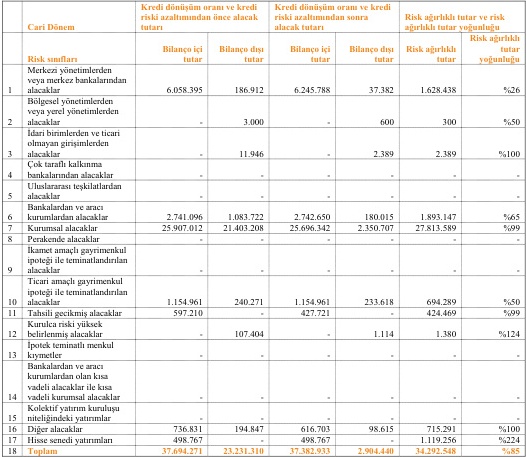 Cari Dönem
Kredi dönüşüm oranı ve kredi
riski azaltımından önce alacak
tutarı
Kredi dönüşüm oranı ve kredi
riski azaltımından sonra
alacak tutarı
Risk ağırlıklı tutar ve risk
ağırlıklı tutar yoğunluğu
Risk sınıfları
Bilanço içi
tutar
Bilanço dışı
tutar
Bilanço içi
tutar
Bilanço dışı
tutar
Risk ağırlıklı
tutar
Risk ağırlıklı
tutar
yoğunluğu
Merkezi yönetimlerden
veya merkez bankalarından
1 alacaklar 6.058.395 186.912 6.245.788 37.382 1.628.438 %26
Bölgesel yönetimlerden
veya yerel yönetimlerden
2 alacaklar - 3.000 - 600 300 %50
İdari birimlerden ve ticari
olmayan girişimlerden
3 alacaklar - 11.946 - 2.389 2.389 %100
Çok taraflı kalkınma
4 bankalarından alacaklar - - - - - -
Uluslararası teşkilatlardan
5 alacaklar - - - - - -
Bankalardan ve aracı
6 kurumlardan alacaklar 2.741.096 1.083.722 2.742.650 180.015 1.893.147 %65
7 Kurumsal alacaklar 25.907.012 21.403.208 25.696.342 2.350.707 27.813.589 %99
8 Perakende alacaklar - - - - - -
İkamet amaçlı gayrimenkul
ipoteği ile teminatlandırılan
9 alacaklar - - - - - -
Ticari amaçlı gayrimenkul
ipoteği ile teminatlandırılan
10 alacaklar 1.154.961 240.271 1.154.961 233.618 694.289 %50
11 Tahsili gecikmiş alacaklar 597.210 - 427.721 - 424.469 %99
Kurulca riski yüksek
12 belirlenmiş alacaklar - 107.404 - 1.114 1.380 %124
İpotek teminatlı menkul
13 kıymetler - - - - - -
Bankalardan ve aracı
kurumlardan olan kısa
vadeli alacaklar ile kısa
14 vadeli kurumsal alacaklar - - - - - -
Kolektif yatırım kuruluşu
15 niteliğindeki yatırımlar - - - - - -
16 Diğer alacaklar 736.831 194.847 616.703 98.615 715.291 %100
17 Hisse senedi yatırımları 498.767 - 498.767 - 1.119.256 %224
18 Toplam 37.694.271 23.231.310 37.382.933 2.904.440 34.292.548 %85